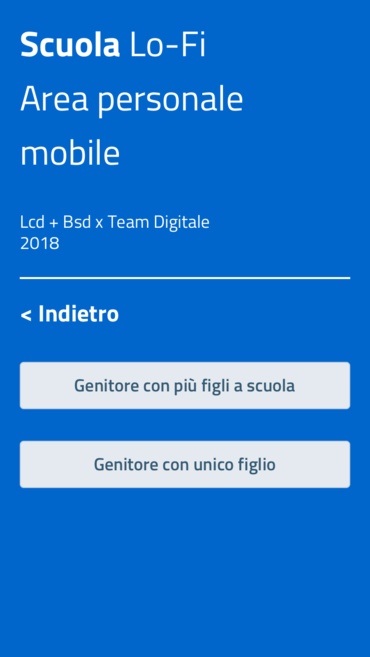 Scuola Lo-Fi
Area personale
mobile
Lcd + Bsd x Team Digitale
2018
< Indietro
Genitore con più figli a scuola
Genitore con unico figlio